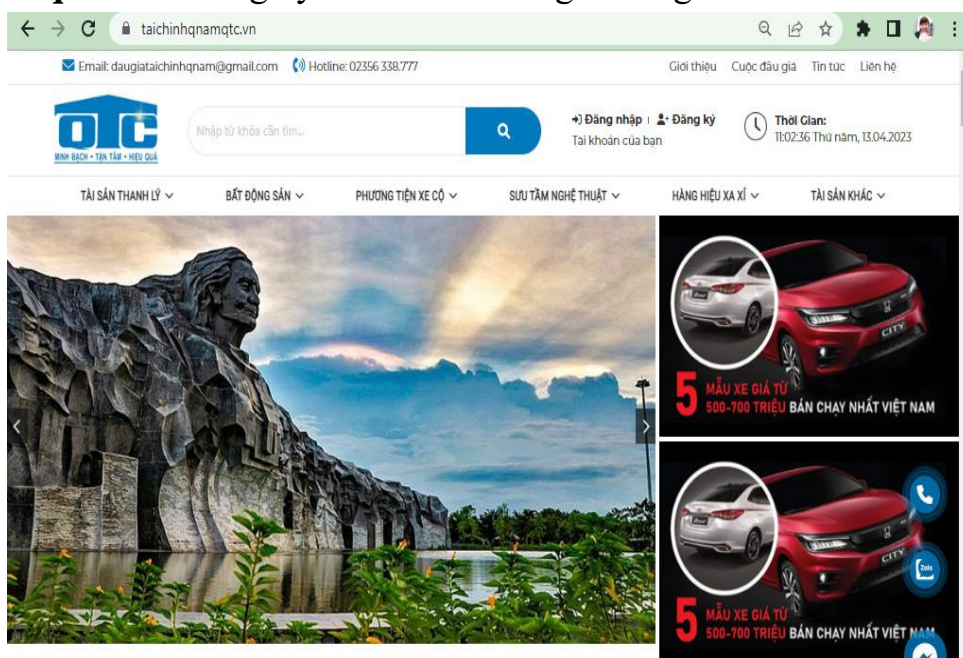 taichinhqnamqtc.vn
Email: daugiataichinhqnam@gmail.com Hotline: 02356 338.777 Giới thiệu Cuộc đấu giá Tin tức Liên hệ
QTC
MINH BẠCH • TẬN TÂM • HIỆU QUẢ
Nhập từ khóa cần tìm...
Đăng nhập | Đăng ký
Tài khoản của bạn
Thời Gian:
11:02:36 Thứ năm, 13.04.2023
TÀI SẢN THANH LÝ BẤT ĐỘNG SẢN PHƯƠNG TIỆN XE CỘ SƯU TẦM NGHỆ THUẬT HÀNG HIỆU XA XỈ TÀI SẢN KHÁC
CITY
5 MẪU XE GIÁ TỪ
500-700 TRIỆU BÁN CHẠY NHẤT VIỆT NAM
CITY
Zalo
5 MẪU XE GIÁ TỪ
500-700 TRIỆU BÁN CHẠY NHẤT VIỆT NAM